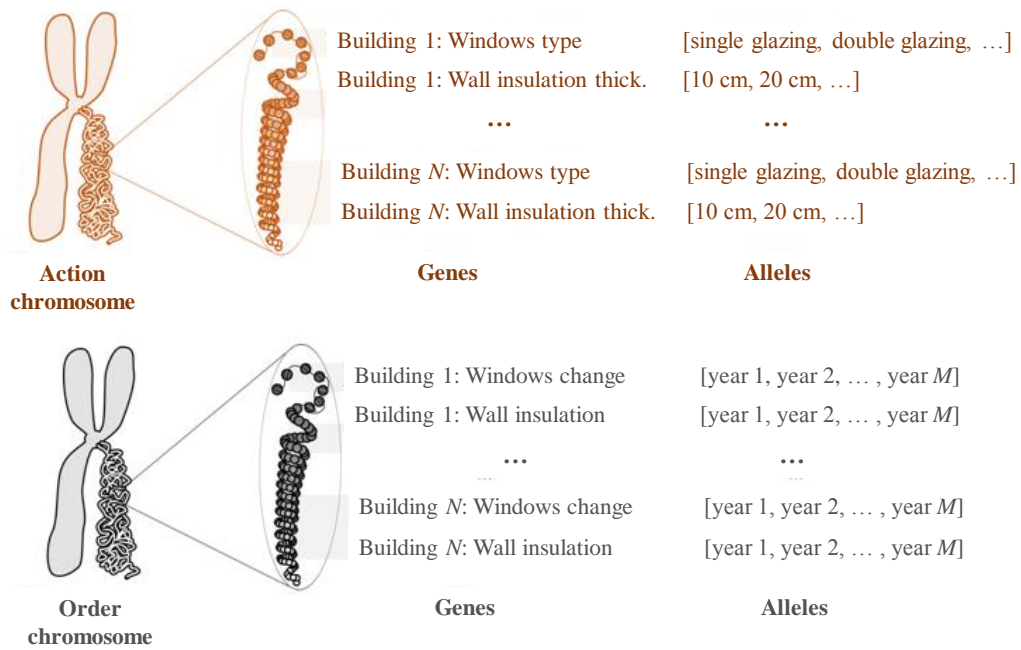 Building 1: Windows type [single glazing, double glazing, …]
Building 1: Wall insulation thick. [10 cm, 20 cm, …]
… …
Building N: Windows type [single glazing, double glazing, …]
Building N: Wall insulation thick. [10 cm, 20 cm, …]
Action Genes Alleles
chromosome
Building 1: Windows change [year 1, year 2, … , year M]
Building 1: Wall insulation [year 1, year 2, … , year M]
… …
... ...
Building N: Windows change [year 1, year 2, … , year M]
Building N: Wall insulation [year 1, year 2, … , year M]
Order Genes Alleles
chromosome